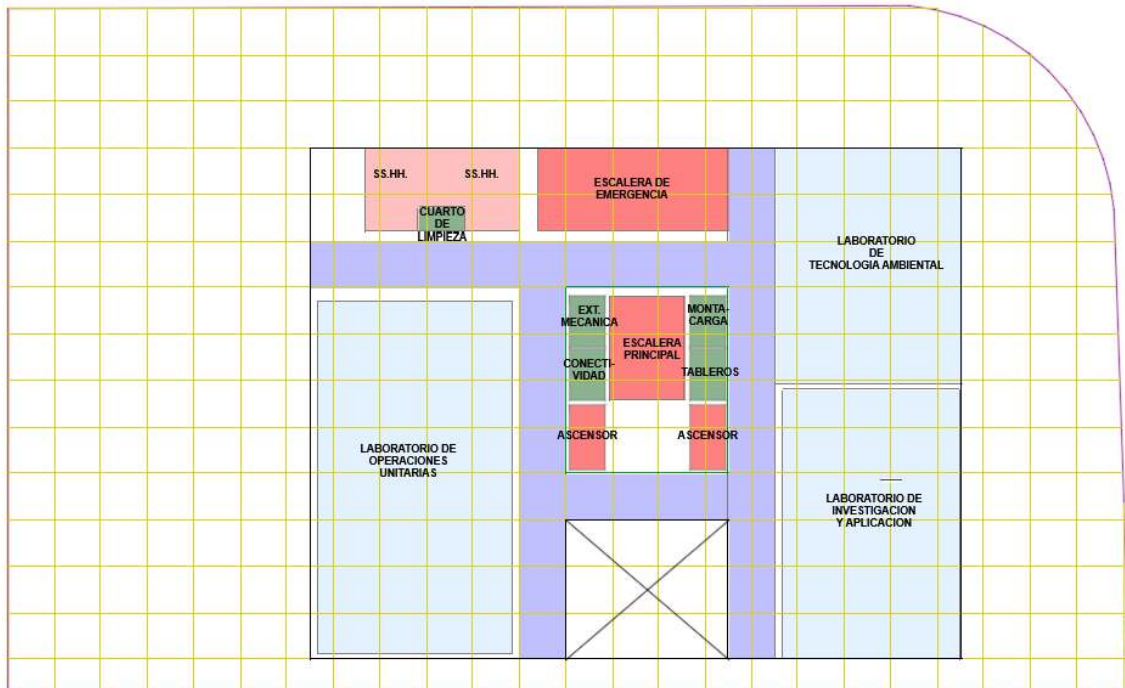 SS.HH.
SS.HH.
CUARTO
DE
LIMPIEZA
ESCALERA DE
EMERGENCIA
LABORATORIO
DE
TECNOLOGIA AMBIENTAL
EXT.
MECANICA
MONTA-
CARGA
ESCALERA
PRINCIPAL
CONECTI-
VIDAD
TABLEROS
ASCENSOR
ASCENSOR
LABORATORIO DE
OPERACIONES
UNITARIAS
LABORATORIO DE
INVESTIGACION
Y APLICACION